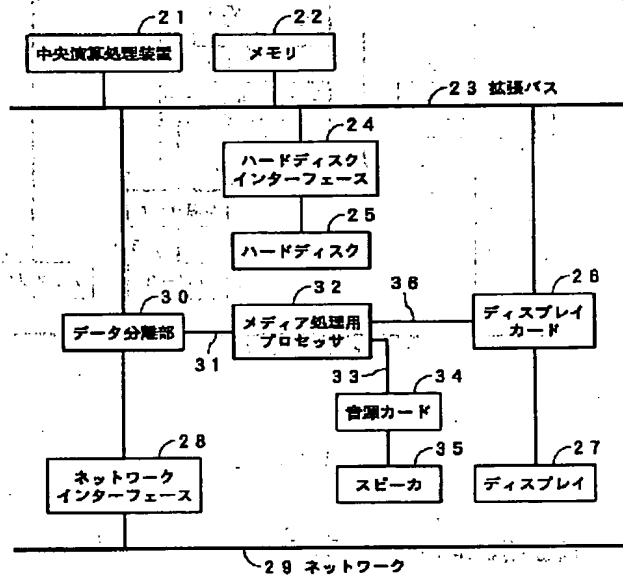 21
22
中央演算処理装置
メモリ
23 拡張バス
24
ハードディスク
インターフェース
25
ハードディスク
30
32
36
26
データ分離部
メディア処理用
プロセッサ
ディスプレイ
カード
31
33
34
音源カード
28
35
27
ネットワーク
インターフェース
スピーカ
ディスプレイ
29 ネットワーク